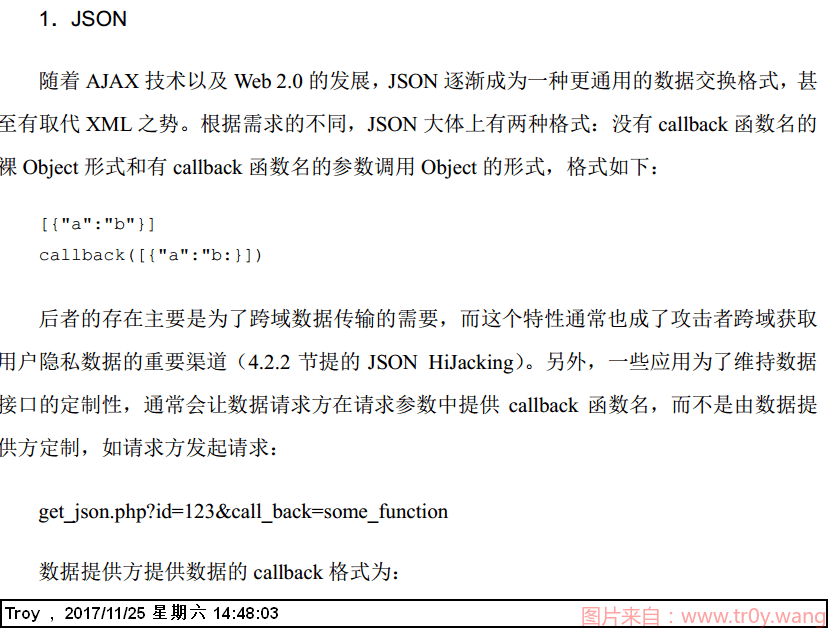 1．JSON
随着 AJAX 技术以及 Web 2.0 的发展，JSON 逐渐成为一种更通用的数据交换格式，甚
至有取代 XML 之势。根据需求的不同，JSON 大体上有两种格式：没有 callback 函数名的
裸 Object 形式和有 callback 函数名的参数调用 Object 的形式，格式如下：
[{"a":"b"}]
callback([{"a":"b:}])
后者的存在主要是为了跨域数据传输的需要，而这个特性通常也成了攻击者跨域获取
用户隐私数据的重要渠道（4.2.2 节提的 JSON HiJacking）。另外，一些应用为了维持数据
接口的定制性，通常会让数据请求方在请求参数中提供 callback 函数名，而不是由数据提
供方定制，如请求方发起请求：
get_json.php?id=123&call_back=some_function
数据提供方提供数据的 callback 格式为：
Troy , 2017/11/25 星期六 14:48:03
图片来自：www.tr0y.wang